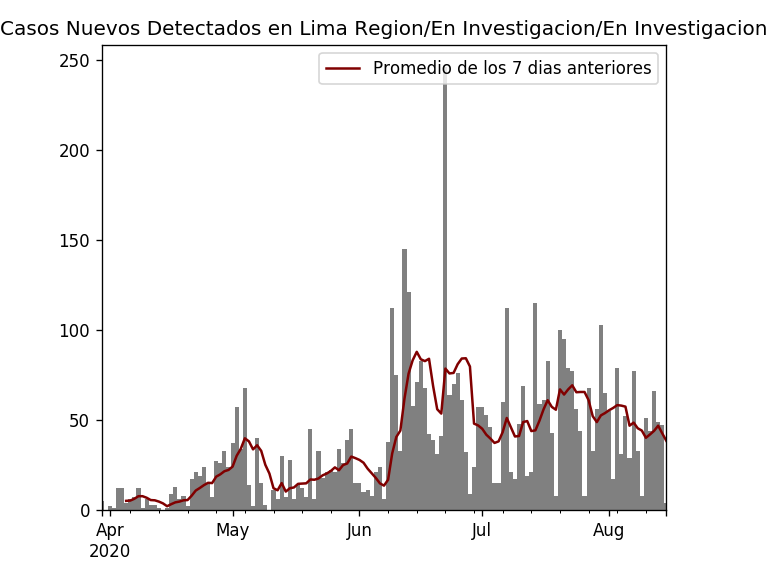 Casos Nuevos Detectados en Lima Region/En Investigacion/En Investigacion
Promedio de los 7 dias anteriores
250
200
150
100
50
0
Apr May Jun Jul Aug
2020